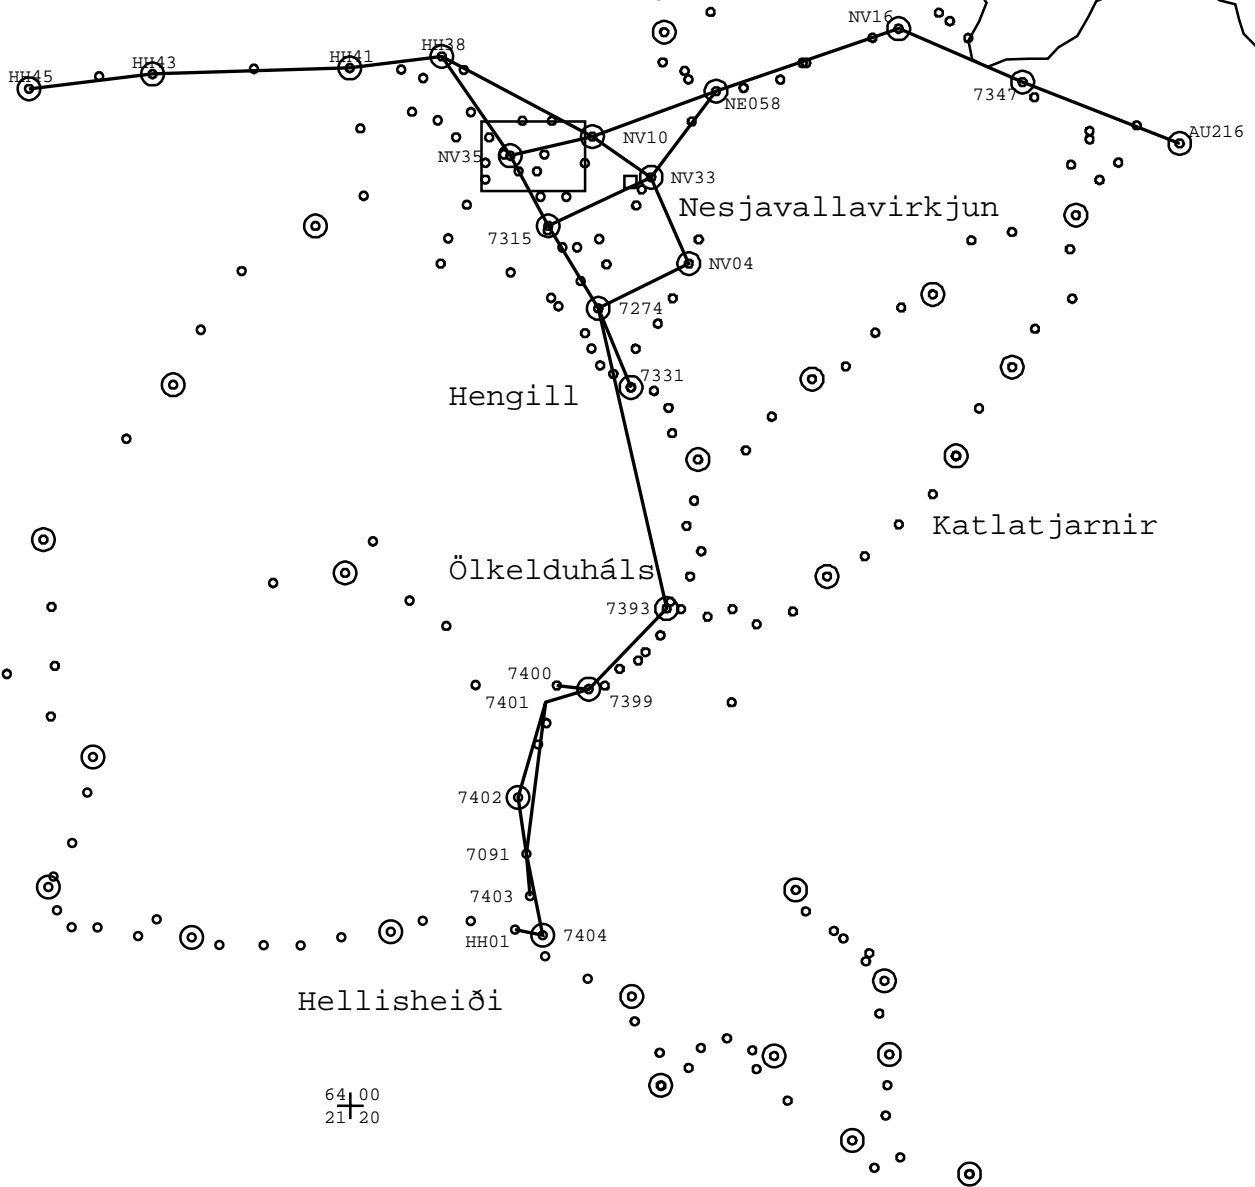 NV16
HH38
HH41
HH43
HH45
7347
NE058
AU216
NV10
NV35
NV33
Nesjavallavirkjun
7315
NV04
7274
7331
Hengill
Katlatjarnir
Ölkelduháls
7393
7400
7401
7399
7402
7091
7403
HH01
7404
Hellisheiði
64 00
21 20